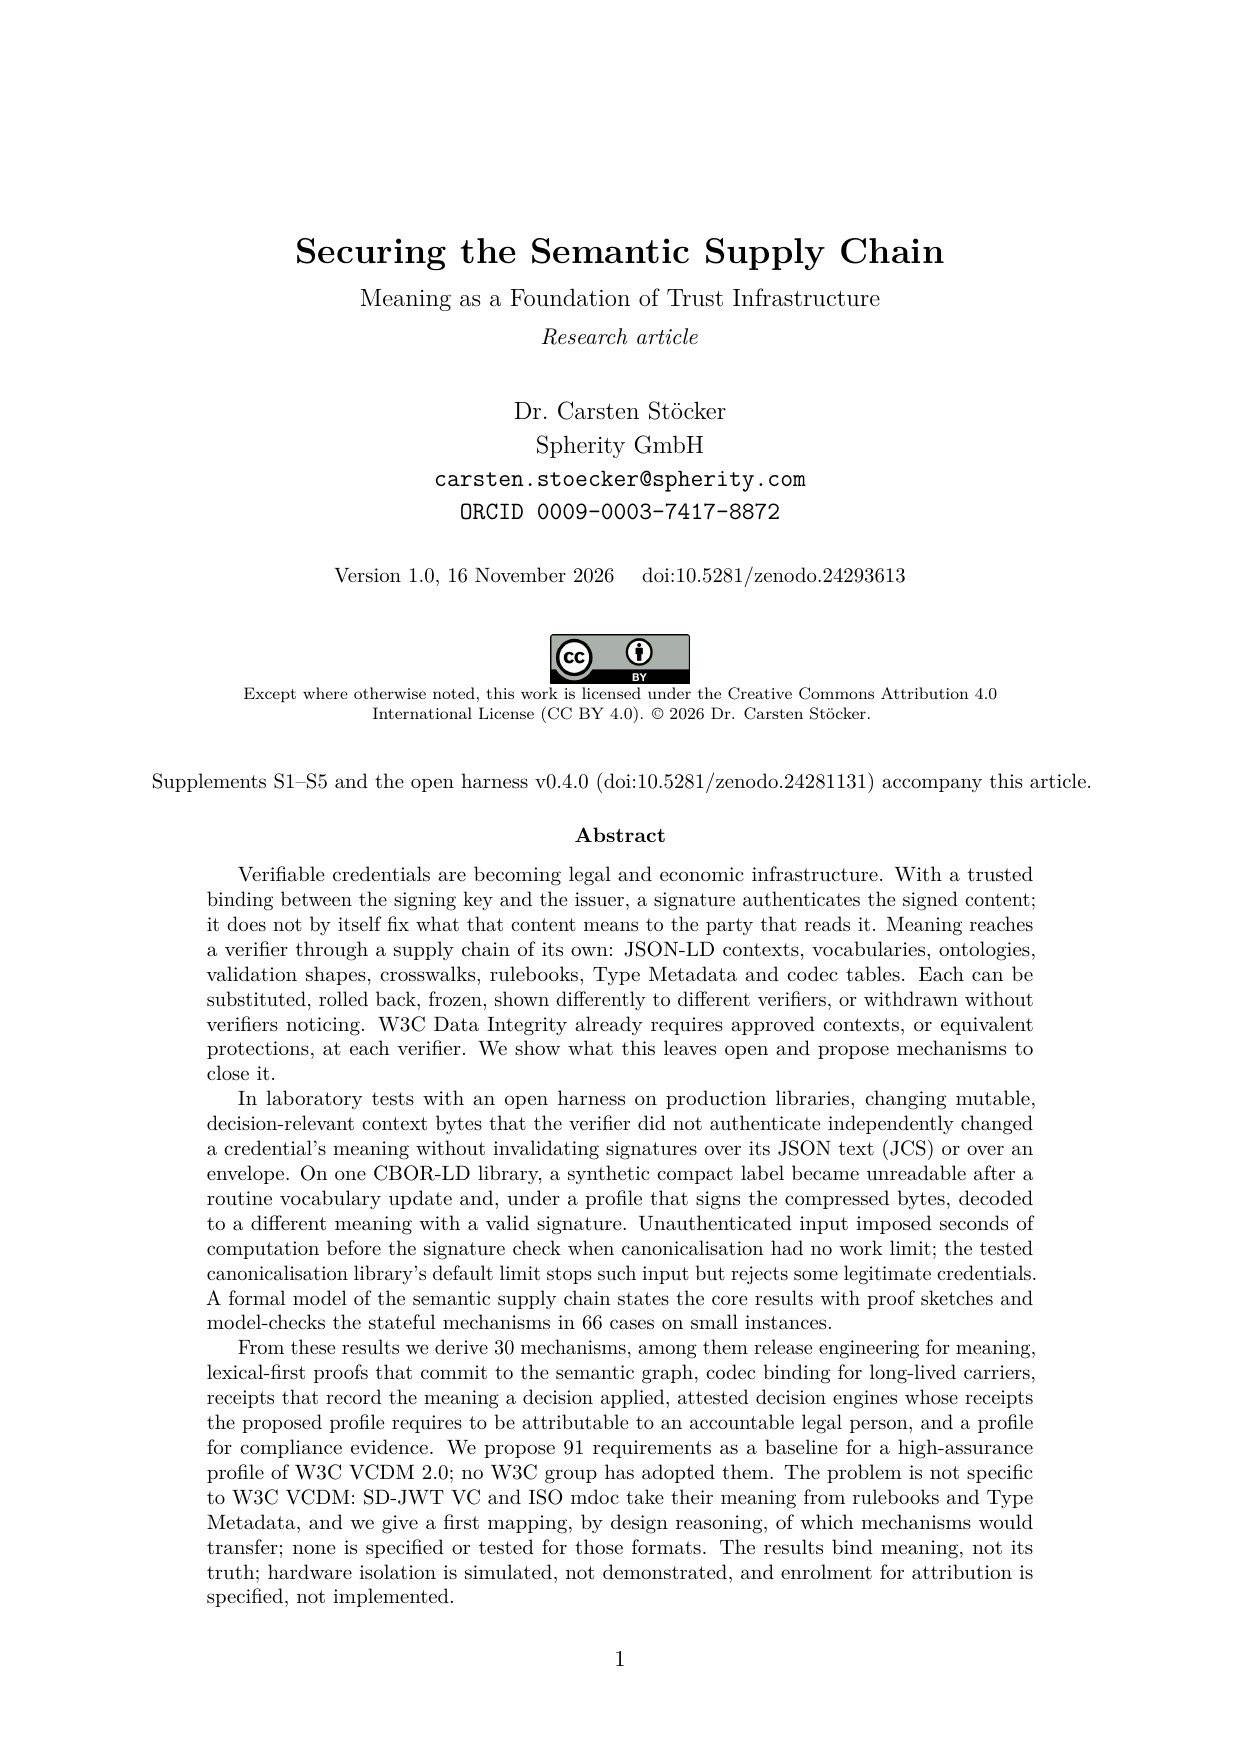 Securing the Semantic Supply Chain
Meaning as a Foundation of Trust Infrastructure
Research article
Dr. Carsten Stöcker
Spherity GmbH
carsten.stoecker@spherity.com
ORCID 0009-0003-7417-8872
Version 1.0, 16 November 2026 doi:10.5281/zenodo.24293613
CC BY
Except where otherwise noted, this work is licensed under the Creative Commons Attribution 4.0
International License (CC BY 4.0). © 2026 Dr. Carsten Stöcker.
Supplements S1–S5 and the open harness v0.4.0 (doi:10.5281/zenodo.24281131) accompany this article.
Abstract
Verifiable credentials are becoming legal and economic infrastructure. With a trusted
binding between the signing key and the issuer, a signature authenticates the signed content;
it does not by itself fix what that content means to the party that reads it. Meaning reaches
a verifier through a supply chain of its own: JSON-LD contexts, vocabularies, ontologies,
validation shapes, crosswalks, rulebooks, Type Metadata and codec tables. Each can be
substituted, rolled back, frozen, shown differently to different verifiers, or withdrawn without
verifiers noticing. W3C Data Integrity already requires approved contexts, or equivalent
protections, at each verifier. We show what this leaves open and propose mechanisms to
close it.
In laboratory tests with an open harness on production libraries, changing mutable,
decision-relevant context bytes that the verifier did not authenticate independently changed
a credential's meaning without invalidating signatures over its JSON text (JCS) or over an
envelope. On one CBOR-LD library, a synthetic compact label became unreadable after a
routine vocabulary update and, under a profile that signs the compressed bytes, decoded
to a different meaning with a valid signature. Unauthenticated input imposed seconds of
computation before the signature check when canonicalisation had no work limit; the tested
canonicalisation library's default limit stops such input but rejects some legitimate credentials.
A formal model of the semantic supply chain states the core results with proof sketches and
model-checks the stateful mechanisms in 66 cases on small instances.
From these results we derive 30 mechanisms, among them release engineering for meaning,
lexical-first proofs that commit to the semantic graph, codec binding for long-lived carriers,
receipts that record the meaning a decision applied, attested decision engines whose receipts
the proposed profile requires to be attributable to an accountable legal person, and a profile
for compliance evidence. We propose 91 requirements as a baseline for a high-assurance
profile of W3C VCDM 2.0; no W3C group has adopted them. The problem is not specific
to W3C VCDM: SD-JWT VC and ISO mdoc take their meaning from rulebooks and Type
Metadata, and we give a first mapping, by design reasoning, of which mechanisms would
transfer; none is specified or tested for those formats. The results bind meaning, not its
truth; hardware isolation is simulated, not demonstrated, and enrolment for attribution is
specified, not implemented.
1